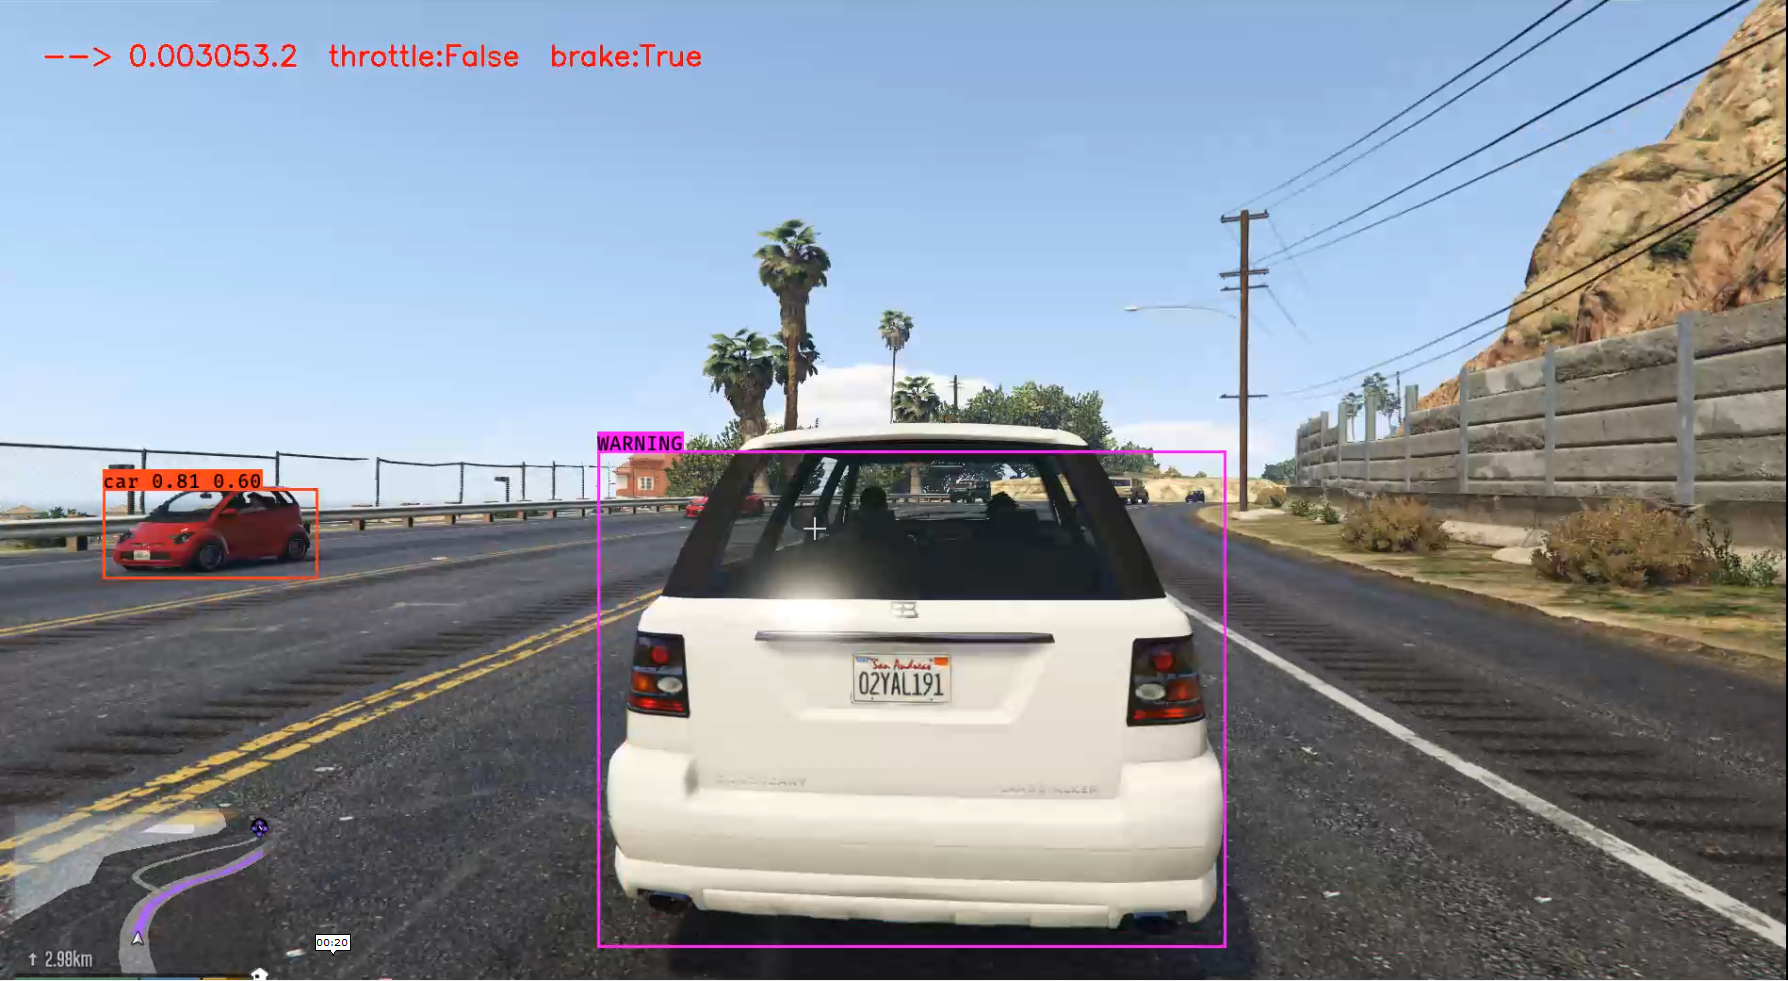 --> 0.003053.2 throttle:False brake:True
WARNING
car 0.81 0.60
San Andreas
02YAL191
00:20
↑ 2.99km